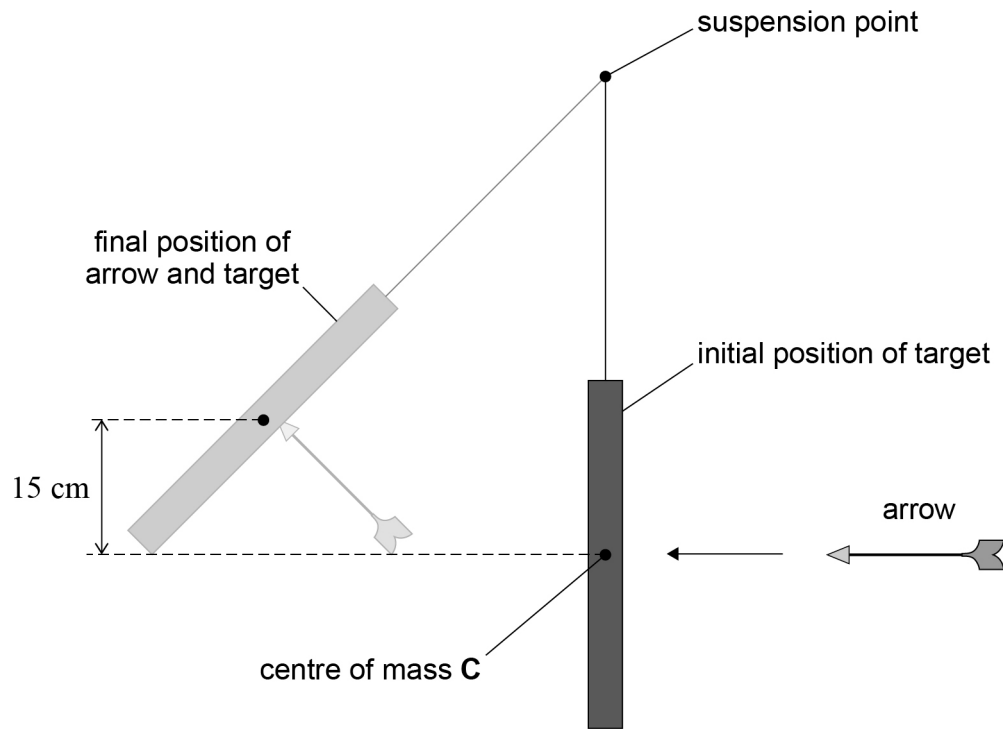 suspension point
final position of
arrow and target
initial position of target
15 cm
arrow
centre of mass C